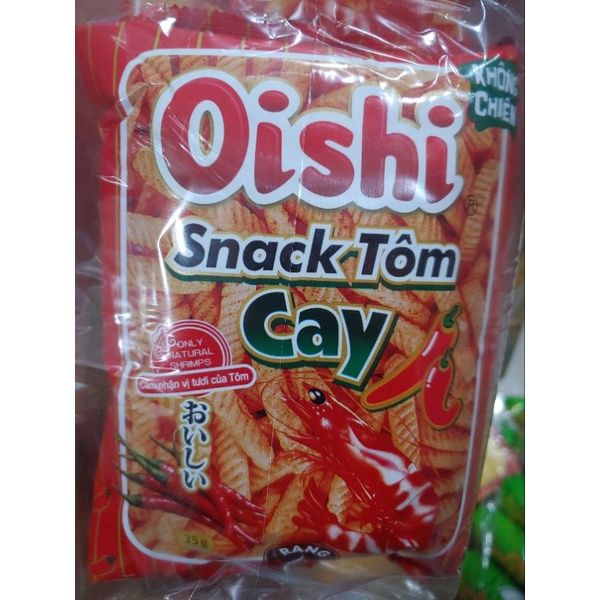 KHÔNG
CHIÊN
Oishi
®
Snack Tôm
Cay
ONLY
NATURAL
SHRIMPS
Cảm nhận vị tươi của Tôm
おいしい
35g
RANG